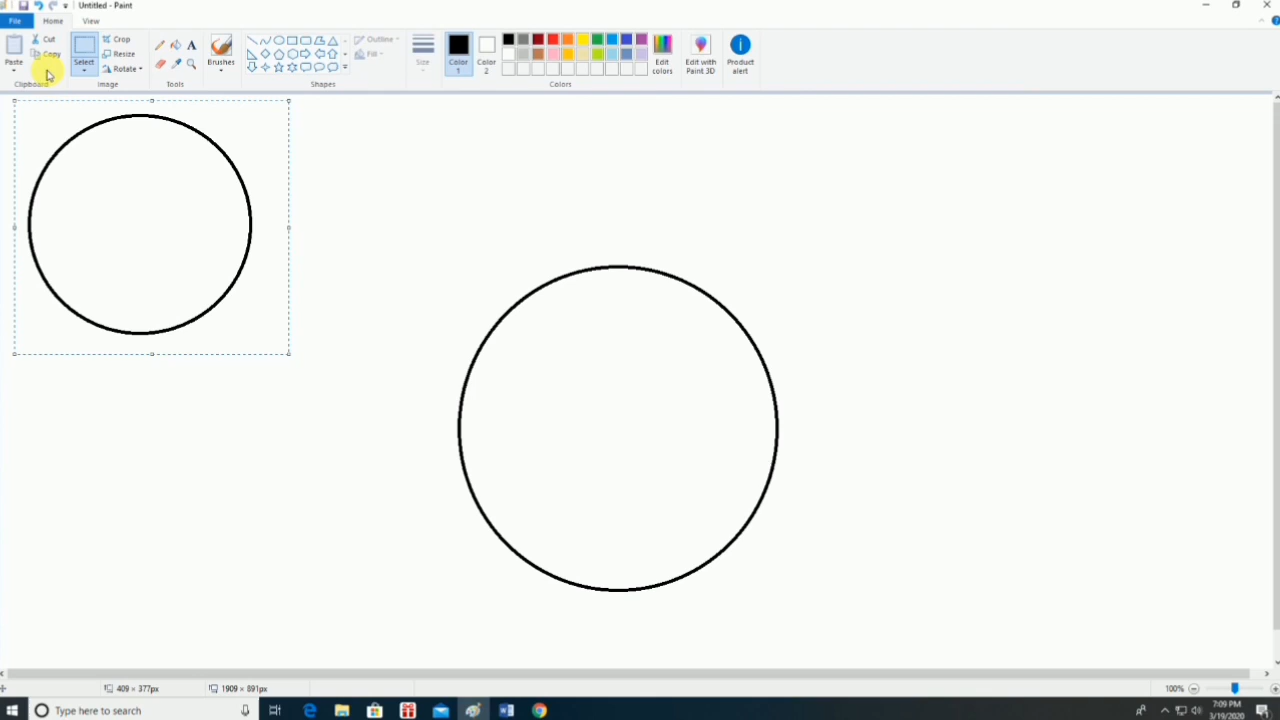 Untitled - Paint
File Home View
Paste
Cut
Copy
Clipboard
Select
Crop
Resize
Rotate
Image
Tools
Brushes
Shapes
Outline
Fill
Size
Color 1
Color 2
Edit colors
Colors
Edit with Paint 3D
Product alert
409 × 377px
1909 × 891px
100%
Type here to search
7:09 PM
3/19/2020